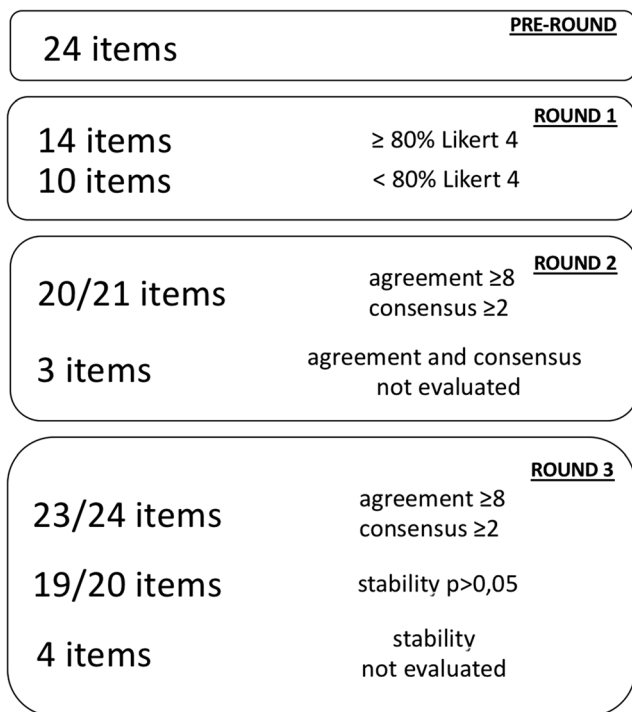 PRE-ROUND
24 items
ROUND 1
14 items ≥ 80% Likert 4
10 items < 80% Likert 4
ROUND 2
20/21 items agreement ≥8
consensus ≥2
3 items agreement and consensus
not evaluated
ROUND 3
23/24 items agreement ≥8
consensus ≥2
19/20 items stability p>0,05
4 items stability
not evaluated